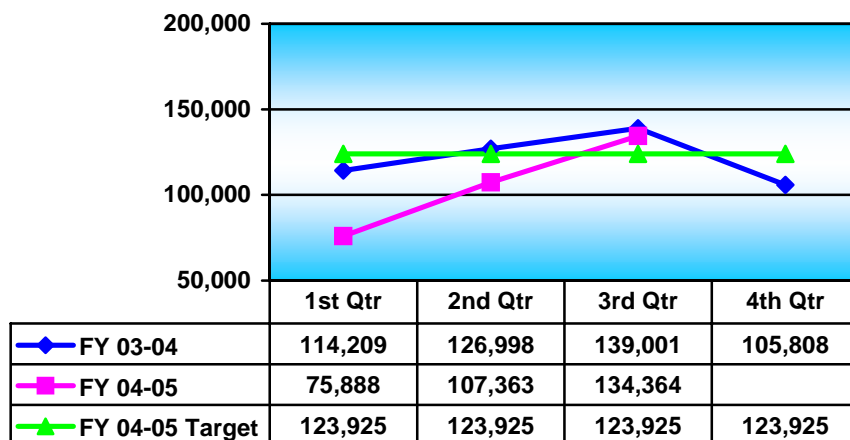 200,000
150,000
100,000
50,000
1st Qtr 2nd Qtr 3rd Qtr 4th Qtr
FY 03-04 114,209 126,998 139,001 105,808
FY 04-05 75,888 107,363 134,364
FY 04-05 Target 123,925 123,925 123,925 123,925